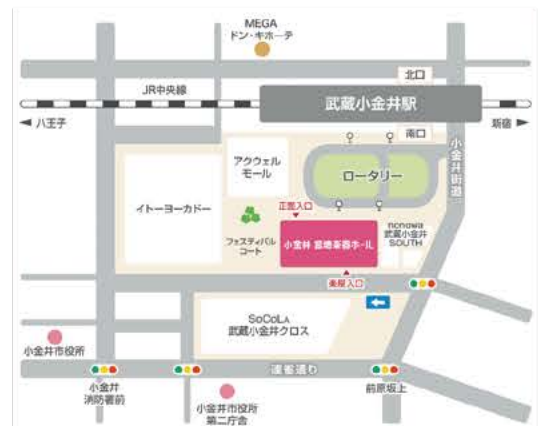 MEGA
ドン・キホーテ
北口
JR中央線
武蔵小金井駅
八王子
新宿
南口
小金井街道
アクウェル
モール
ロータリー
イトーヨーカドー
正面入口
フェスティバル
コート
小金井 宮地楽器ホール
nonowa
武蔵小金井
SOUTH
楽屋入口
SoCoLA
武蔵小金井クロス
小金井市役所
連雀通り
小金井
消防署前
小金井市役所
第二庁舎
前原坂上